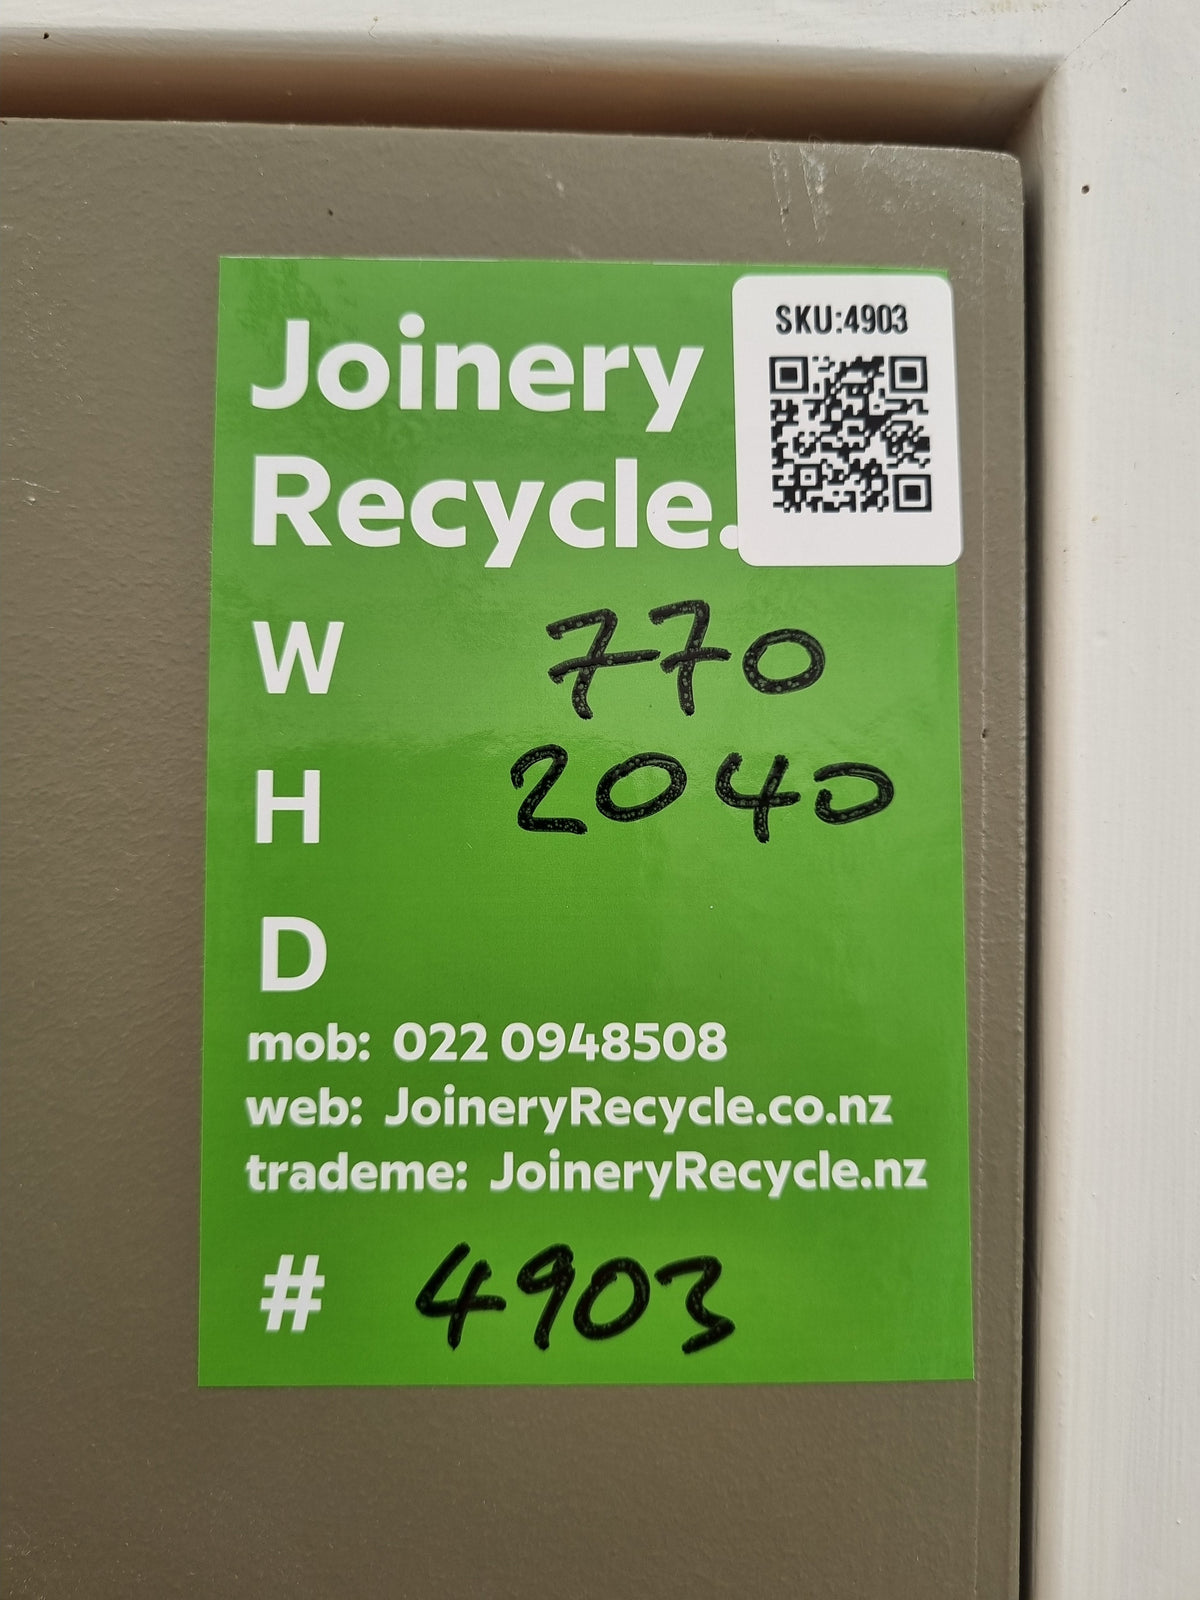 Joinery
Recycle.
SKU:4903
W 770
H 2040
D
mob: 022 0948508
web: JoineryRecycle.co.nz
trademe: JoineryRecycle.nz
# 4903